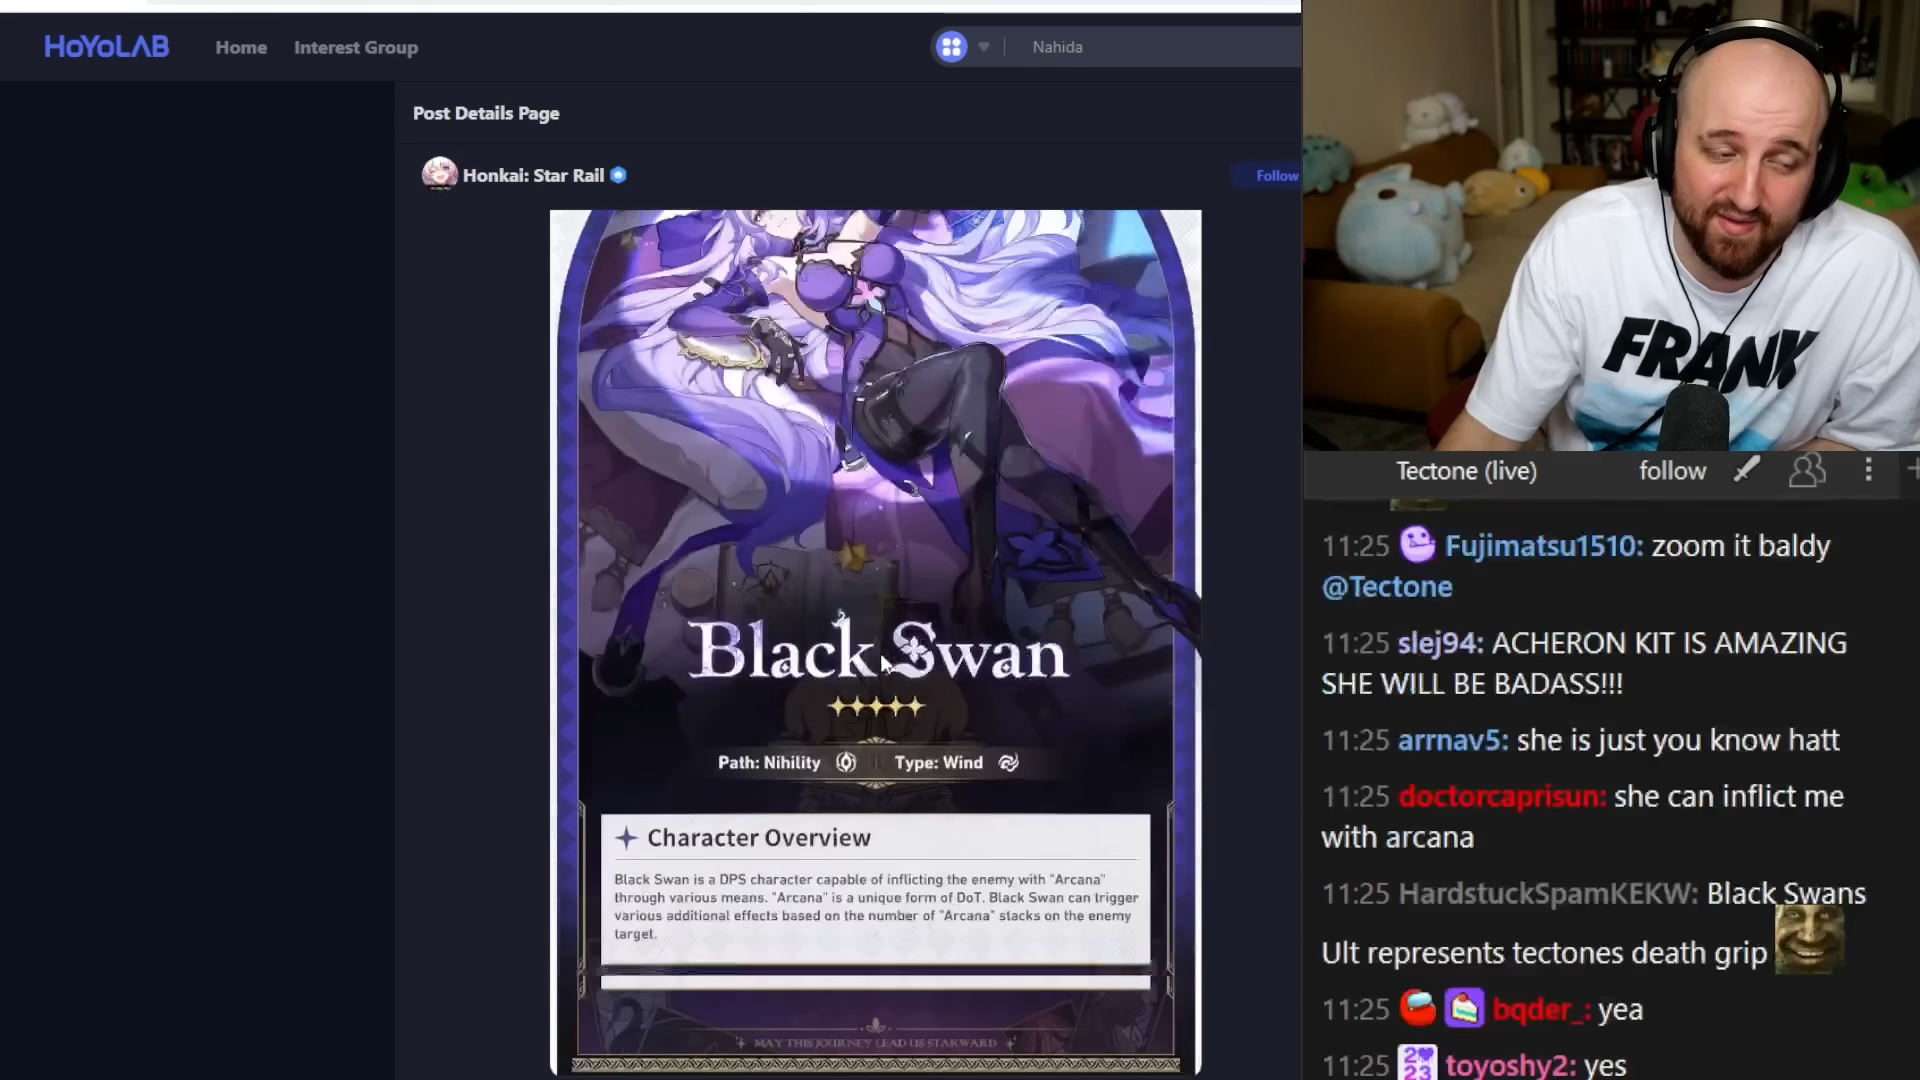 HoYoLAB
Home
Interest Group
Nahida
Post Details Page
Honkai: Star Rail
Follow
Black Swan
Path: Nihility
Type: Wind
Character Overview
Black Swan is a DPS character capable of inflicting the enemy with "Arcana"
through various means. "Arcana" is a unique form of DoT. Black Swan can trigger
various additional effects based on the number of "Arcana" stacks on the enemy
target.
MAY THIS JOURNEY LEAD US STARWARD
FRANK
Tectone (live)
follow
11:25 Fujimatsu1510: zoom it baldy
@Tectone
11:25 slej94: ACHERON KIT IS AMAZING
SHE WILL BE BADASS!!!
11:25 arrnav5: she is just you know hatt
11:25 doctorcaprisun: she can inflict me
with arcana
11:25 HardstuckSpamKEKW: Black Swans
Ult represents tectones death grip
11:25 bqder_: yea
11:25 2023 toyoshy2: yes